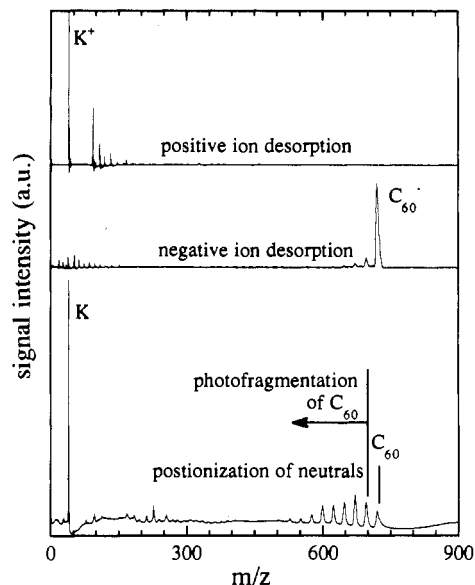 K⁺
positive ion desorption
C₆₀⁻
negative ion desorption
K
photofragmentation
of C₆₀
C₆₀
postionization of neutrals
signal intensity (a.u.)
0 300 600 900
m/z